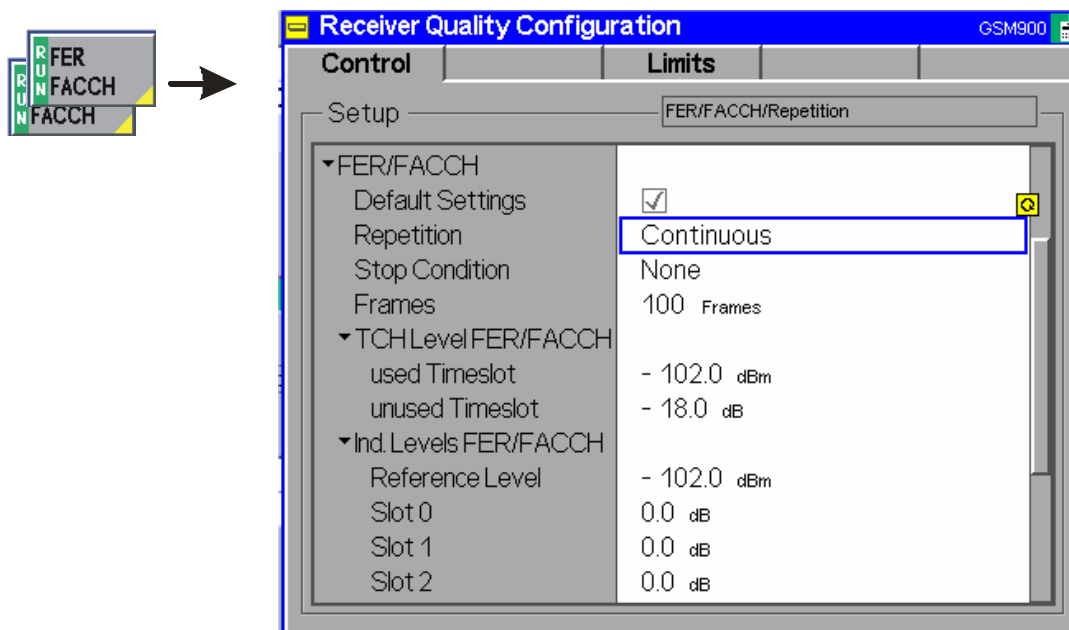 RUN FER
FACCH
RUN FACCH
Receiver Quality Configuration GSM900
Control Limits
Setup FER/FACCH/Repetition
FER/FACCH
Default Settings
Repetition Continuous
Stop Condition None
Frames 100 Frames
TCH Level FER/FACCH
used Timeslot - 102.0 dBm
unused Timeslot - 18.0 dB
Ind. Levels FER/FACCH
Reference Level - 102.0 dBm
Slot 0 0.0 dB
Slot 1 0.0 dB
Slot 2 0.0 dB